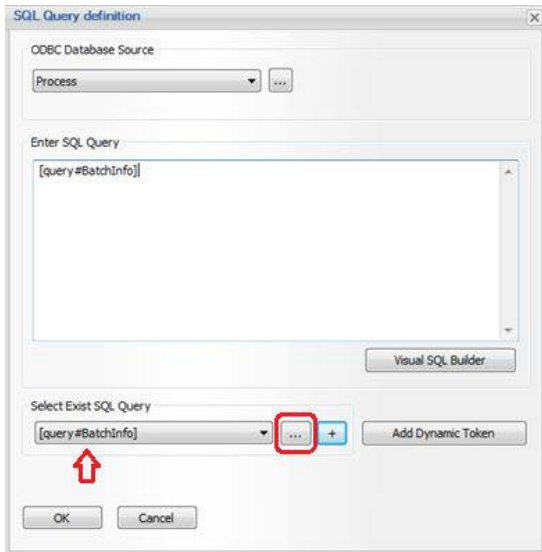 SQL Query definition
ODBC Database Source
Process
...
Enter SQL Query
[query#BatchInfo]
Visual SQL Builder
Select Exist SQL Query
[query#BatchInfo]
...
+
Add Dynamic Token
OK
Cancel